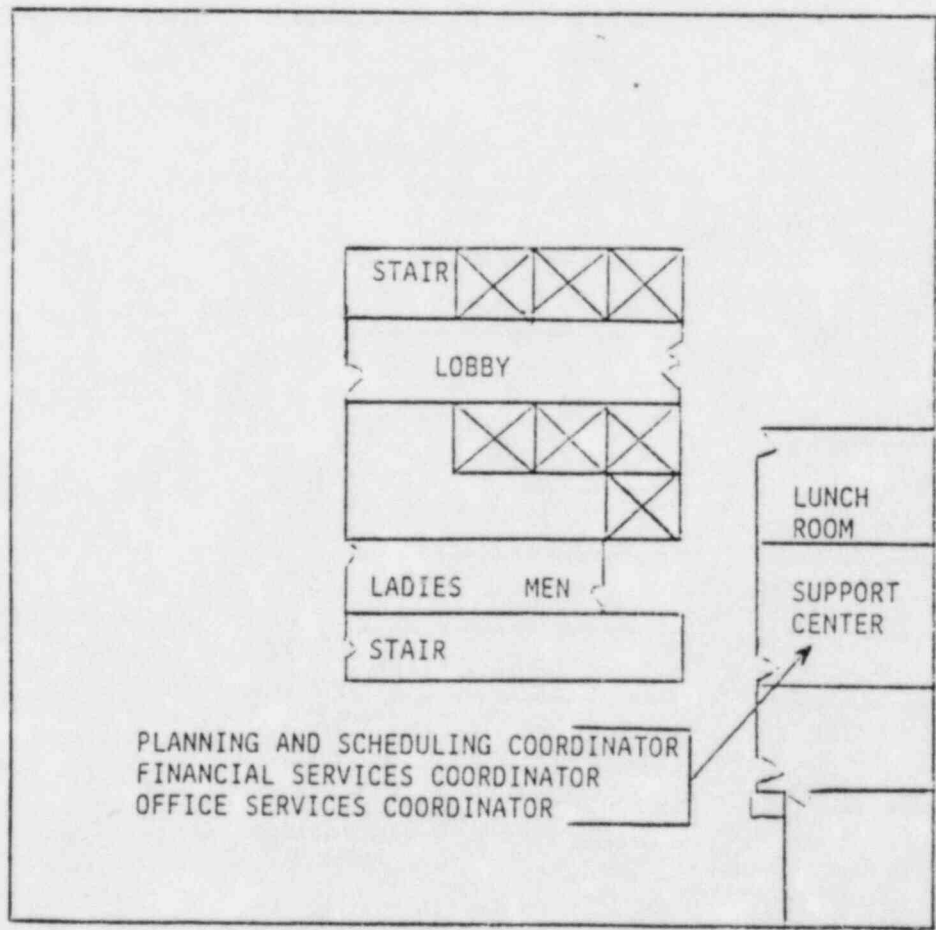 STAIR
LOBBY
LUNCH
ROOM
LADIES MEN
SUPPORT
CENTER
STAIR
PLANNING AND SCHEDULING COORDINATOR
FINANCIAL SERVICES COORDINATOR
OFFICE SERVICES COORDINATOR